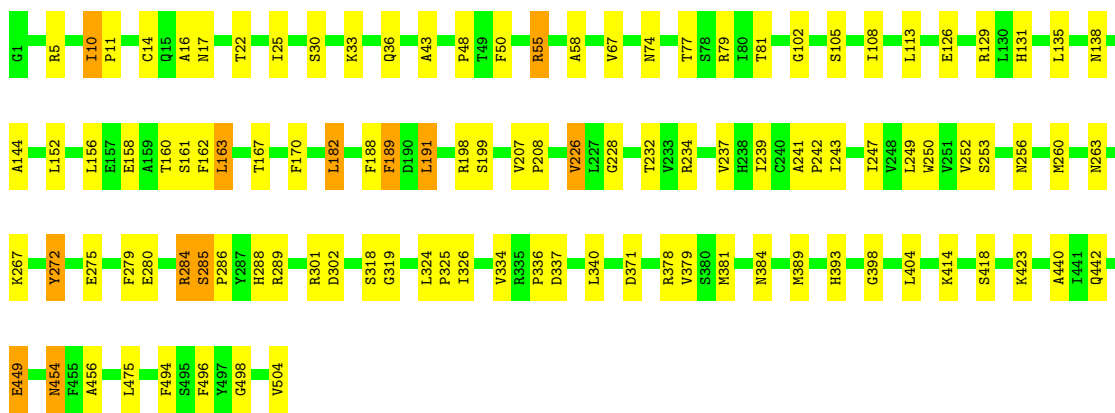 G1 R5 I10 P11 C14 Q15 A16 N17 T22 I25 S30 K33 Q36 A43 P48 T49 F50 R55 A58 V67 N74 T77 S78 R79 I80 T81 G102 S105 I108 L113 E126 R129 L130 H131 L135 N138
A144 L152 L156 E157 E158 A159 T160 S161 F162 L163 T167 F170 L182 F188 F189 D190 L191 R198 S199 V207 P208 V226 L227 G228 T232 V233 R234 V237 H238 I239 C240 A241 P242 I243 I247 V248 L249 W250 V251 V252 S253 N256 M260 N263
K267 Y272 E275 F279 E280 R284 S285 P286 Y287 H288 R289 R301 D302 S318 G319 L324 P325 I326 V334 R335 P336 D337 L340 D371 R378 V379 S380 M381 N384 M389 H393 G398 L404 K414 S418 K423 A440 I441 Q442
E449 N454 F455 A456 L475 F494 S495 F496 Y497 G498 V504